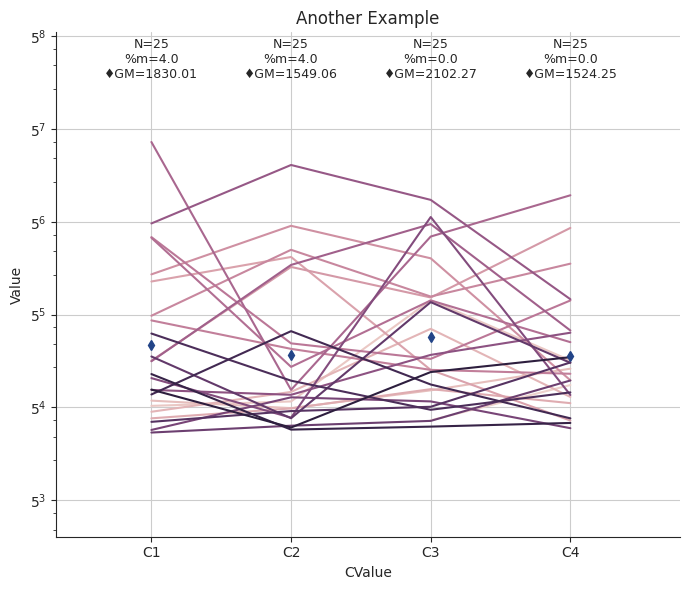 Another Example
N=25 N=25 N=25 N=25
%m=4.0 %m=4.0 %m=0.0 %m=0.0
♦GM=1830.01 ♦GM=1549.06 ♦GM=2102.27 ♦GM=1524.25
5⁸
5⁷
5⁶
5⁵
5⁴
5³
Value
C1 C2 C3 C4
CValue